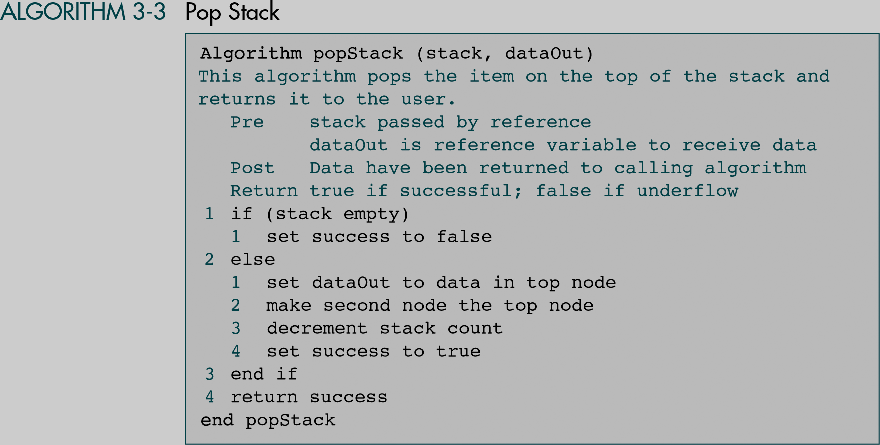 ALGORITHM 3-3 Pop Stack
Algorithm popStack (stack, dataOut)
This algorithm pops the item on the top of the stack and
returns it to the user.
Pre stack passed by reference
dataOut is reference variable to receive data
Post Data have been returned to calling algorithm
Return true if successful; false if underflow
1 if (stack empty)
1 set success to false
2 else
1 set dataOut to data in top node
2 make second node the top node
3 decrement stack count
4 set success to true
3 end if
4 return success
end popStack